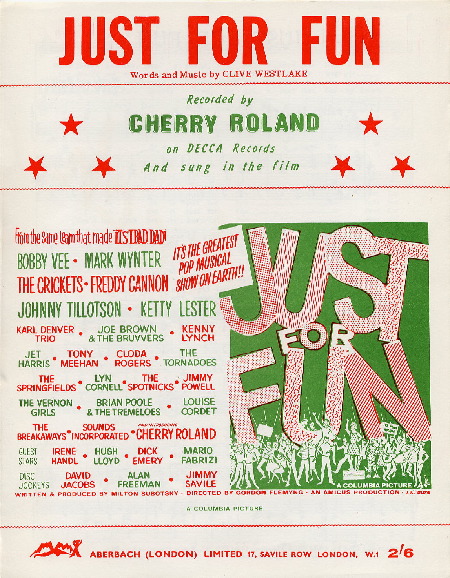 JUST FOR FUN
Words and Music by CLIVE WESTLAKE
Recorded by
CHERRY ROLAND
on DECCA Records
And sung in the film
From the same team that made "IT'S TRAD DAD!"
BOBBY VEE • MARK WYNTER
THE CRICKETS • FREDDY CANNON
JOHNNY TILLOTSON • KETTY LESTER
IT'S THE GREATEST
POP MUSICAL
SHOW ON EARTH!!
KARL DENVER TRIO • JOE BROWN & THE BRUVVERS • KENNY LYNCH
JET HARRIS • TONY MEEHAN • CLODA ROGERS • THE TORNADOES
THE SPRINGFIELDS • LYN CORNELL • THE SPOTNICKS • JIMMY POWELL
THE VERNON GIRLS • BRIAN POOLE & THE TREMELOES • LOUISE CORDET
THE BREAKAWAYS • SOUNDS INCORPORATED • CHERRY ROLAND
GUEST STARS IRENE HANDL • HUGH LLOYD • DICK EMERY • MARIO FABRIZI
DISC JOCKEYS DAVID JACOBS • ALAN FREEMAN • JIMMY SAVILE
JUST
FOR
FUN
A COLUMBIA PICTURE
WRITTEN & PRODUCED BY MILTON SUBOTSKY • DIRECTED BY GORDON FLEMYNG • AN AMICUS PRODUCTION
A COLUMBIA PICTURE
ABERBACH (LONDON) LIMITED 17, SAVILE ROW LONDON, W.1 2/6